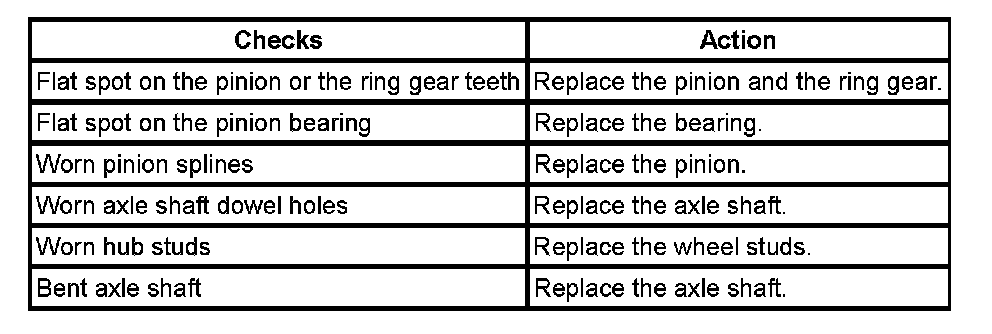 Checks Action
Flat spot on the pinion or the ring gear teeth Replace the pinion and the ring gear.
Flat spot on the pinion bearing Replace the bearing.
Worn pinion splines Replace the pinion.
Worn axle shaft dowel holes Replace the axle shaft.
Worn hub studs Replace the wheel studs.
Bent axle shaft Replace the axle shaft.